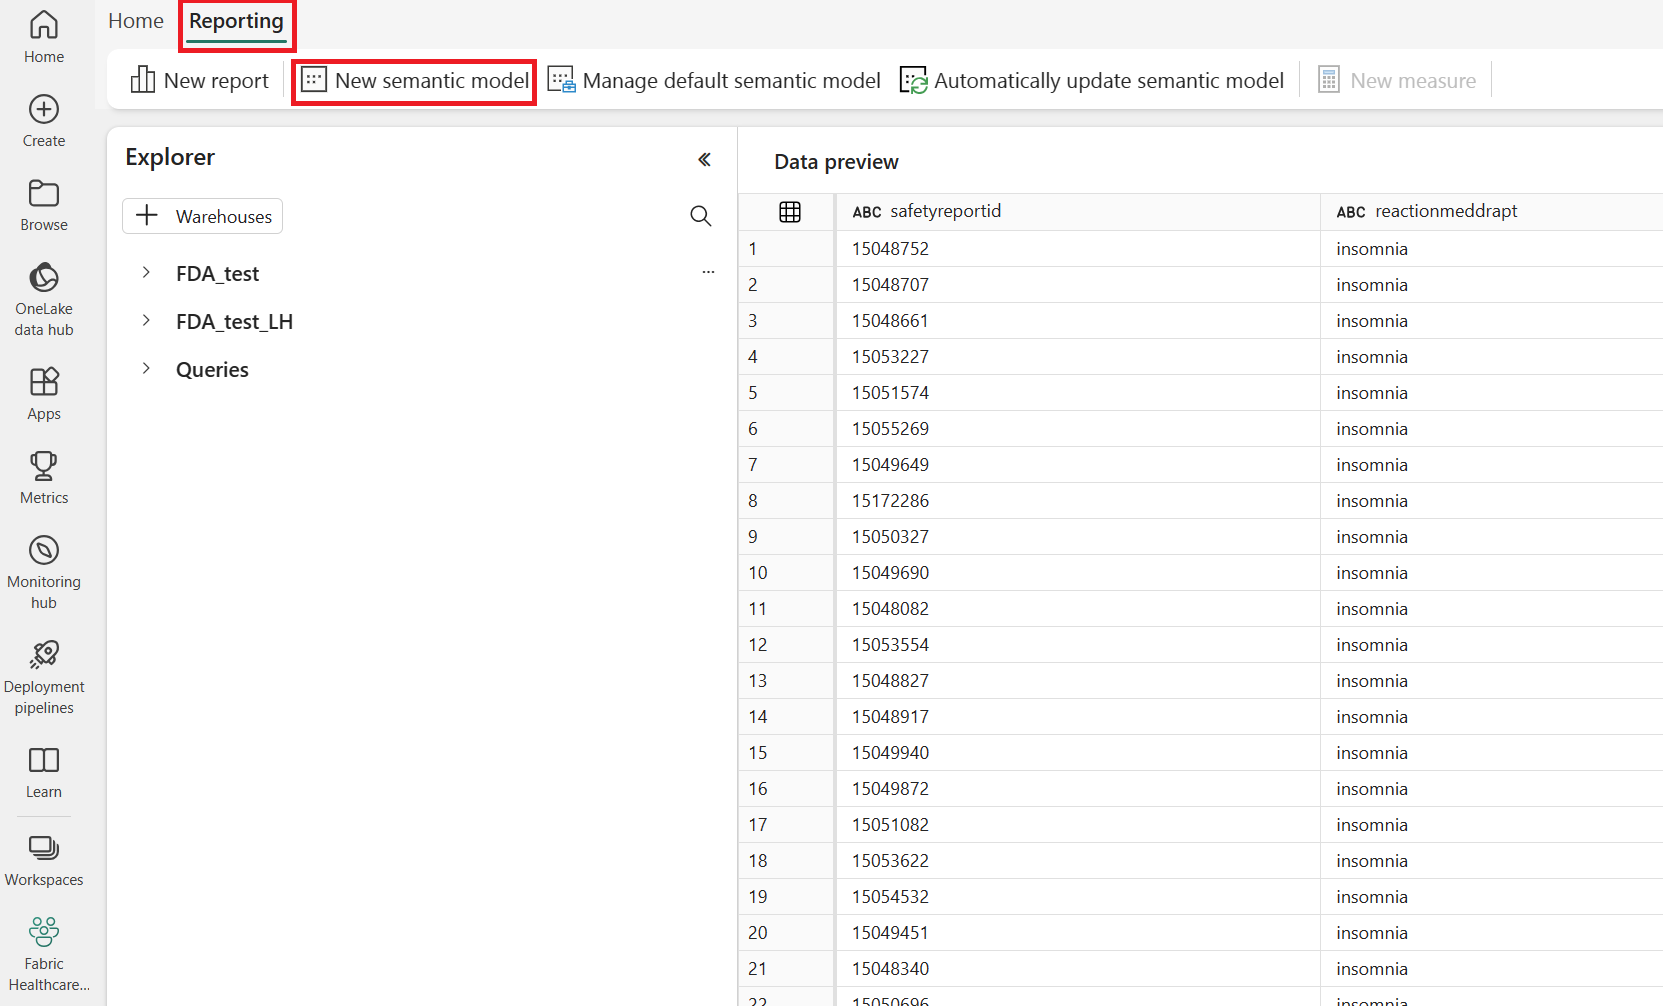 Home
Create
Browse
OneLake
data hub
Apps
Metrics
Monitoring
hub
Deployment
pipelines
Learn
Workspaces
Fabric
Healthcare...
Home Reporting
New report New semantic model Manage default semantic model Automatically update semantic model New measure
Explorer
Warehouses
FDA_test
FDA_test_LH
Queries
Data preview
ABC safetyreportid ABC reactionmeddrapt
1 15048752 insomnia
2 15048707 insomnia
3 15048661 insomnia
4 15053227 insomnia
5 15051574 insomnia
6 15055269 insomnia
7 15049649 insomnia
8 15172286 insomnia
9 15050327 insomnia
10 15049690 insomnia
11 15048082 insomnia
12 15053554 insomnia
13 15048827 insomnia
14 15048917 insomnia
15 15049940 insomnia
16 15049872 insomnia
17 15051082 insomnia
18 15053622 insomnia
19 15054532 insomnia
20 15049451 insomnia
21 15048340 insomnia
22 15050696 insomnia